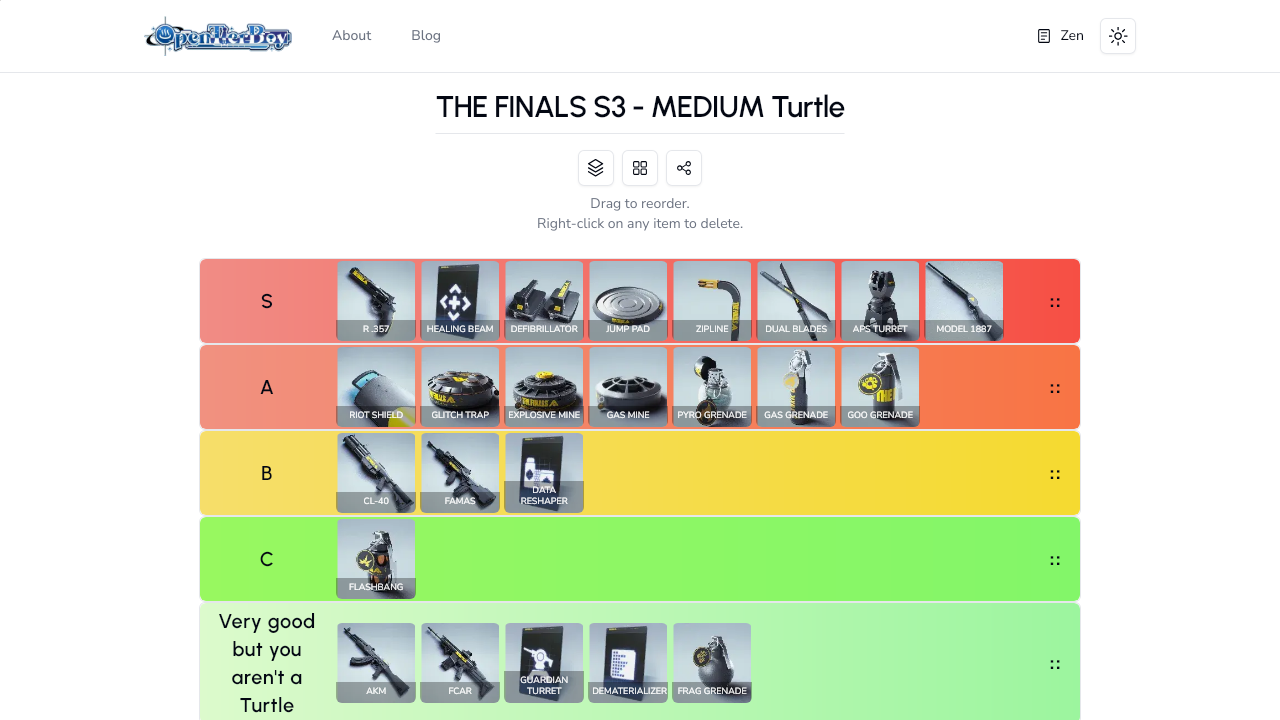 OpenTierBoy
About
Blog
Zen
THE FINALS S3 - MEDIUM Turtle
Drag to reorder.
Right-click on any item to delete.
S
R .357
HEALING BEAM
DEFIBRILLATOR
JUMP PAD
ZIPLINE
DUAL BLADES
APS TURRET
MODEL 1887
A
RIOT SHIELD
GLITCH TRAP
EXPLOSIVE MINE
GAS MINE
PYRO GRENADE
GAS GRENADE
GOO GRENADE
B
CL-40
FAMAS
DATA
RESHAPER
C
FLASHBANG
Very good
but you
aren't a
Turtle
AKM
FCAR
GUARDIAN
TURRET
DEMATERIALIZER
FRAG GRENADE